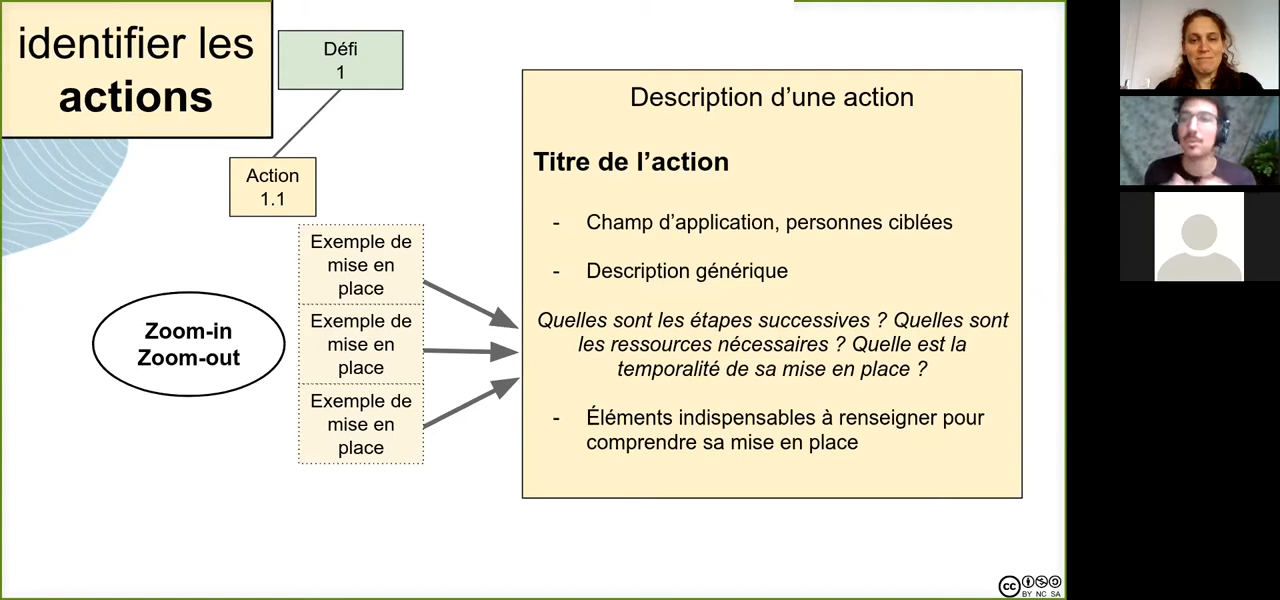 identifier les
actions
Défi
1
Action
1.1
Exemple de
mise en
place
Exemple de
mise en
place
Exemple de
mise en
place
Zoom-in
Zoom-out
Description d’une action
Titre de l’action
- Champ d’application, personnes ciblées
- Description générique
Quelles sont les étapes successives ? Quelles sont
les ressources nécessaires ? Quelle est la
temporalité de sa mise en place ?
- Éléments indispensables à renseigner pour
comprendre sa mise en place
cc
BY NC SA